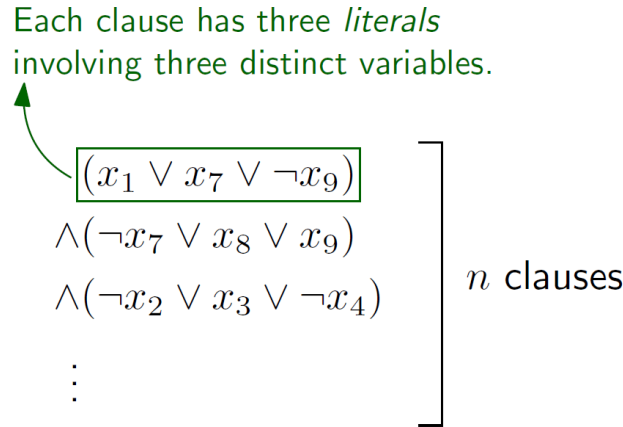 Each clause has three literals
involving three distinct variables.
(x₁ ∨ x₇ ∨ ¬x₉)
∧(¬x₇ ∨ x₈ ∨ x₉)
∧(¬x₂ ∨ x₃ ∨ ¬x₄)
⋮
n clauses